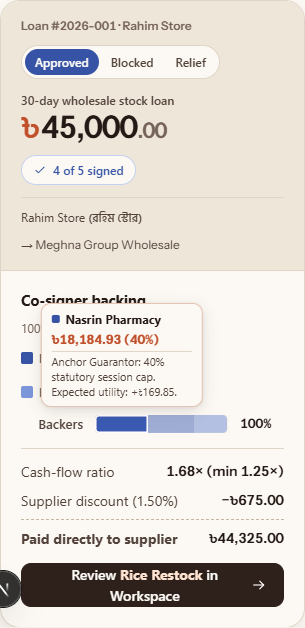 Loan #2026-001·Rahim Store
Approved Blocked Relief
30-day wholesale stock loan
৳45,000.00
4 of 5 signed
Rahim Store (রহিম স্টোর)
→ Meghna Group Wholesale
Co-signer backing
100
Nasrin Pharmacy
৳18,184.93 (40%)
Anchor Guarantor: 40%
statutory session cap.
Expected utility: +৳169.85.
Backers 100%
Cash-flow ratio 1.68× (min 1.25×)
Supplier discount (1.50%) −৳675.00
Paid directly to supplier ৳44,325.00
Review Rice Restock in
Workspace →
N